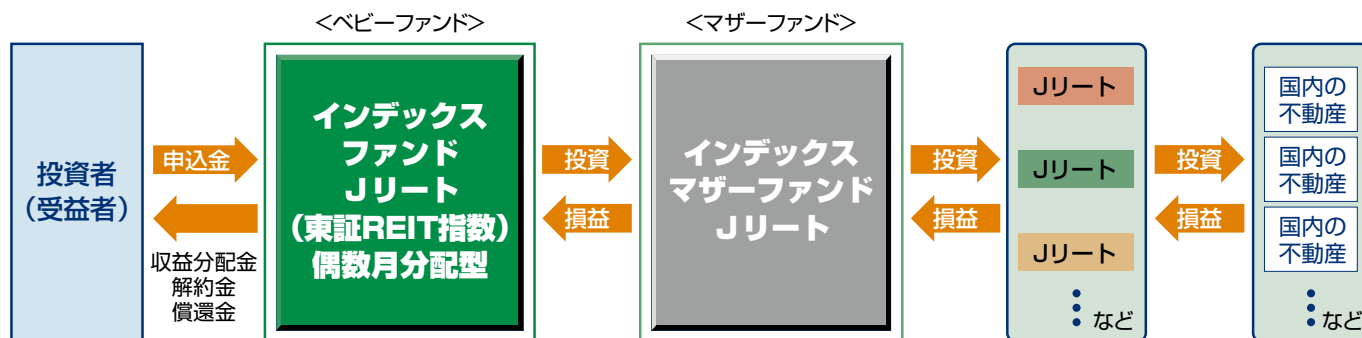 ＜ベビーファンド＞
＜マザーファンド＞
投資者
（受益者）
申込金
収益分配金
解約金
償還金
インデックス
ファンド
Jリート
（東証REIT指数）
偶数月分配型
投資
損益
インデックス
マザーファンド
Jリート
投資
損益
Jリート
Jリート
Jリート
など
投資
損益
国内の
不動産
国内の
不動産
国内の
不動産
など